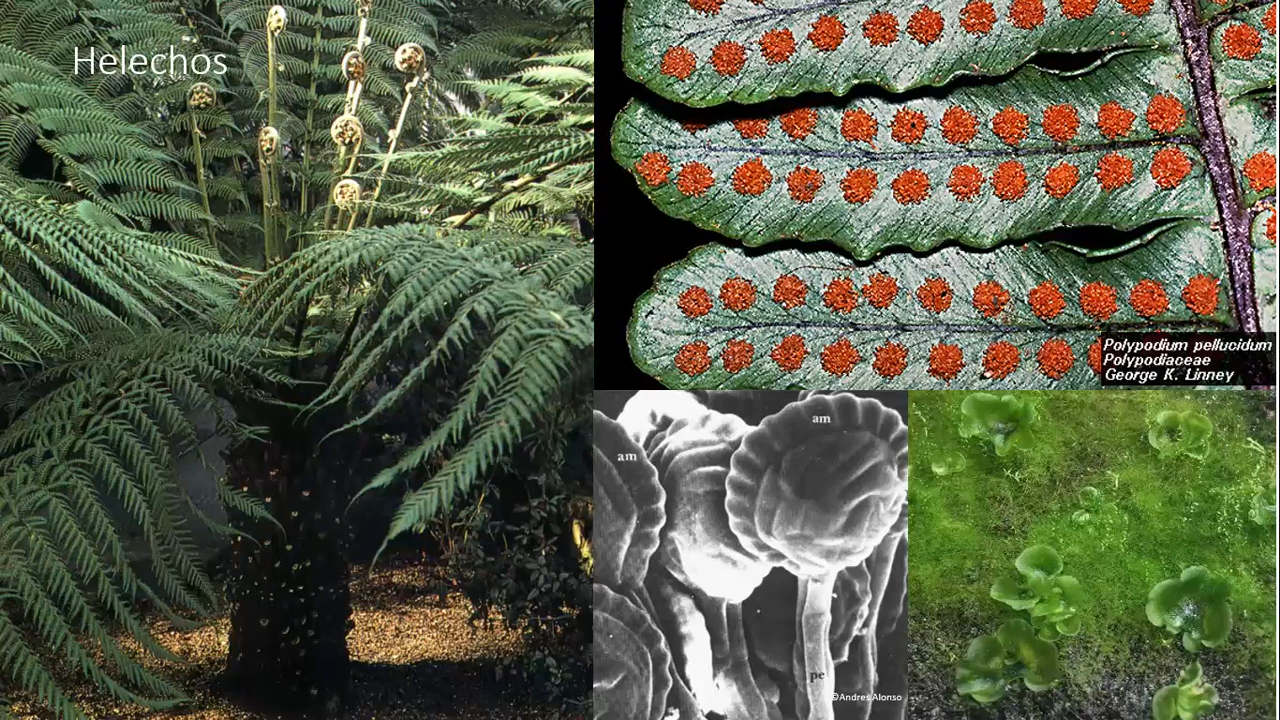 Helechos
Polypodium pellucidum
Polypodiaceae
George K. Linney
am
am
pe
©Andres Alonso